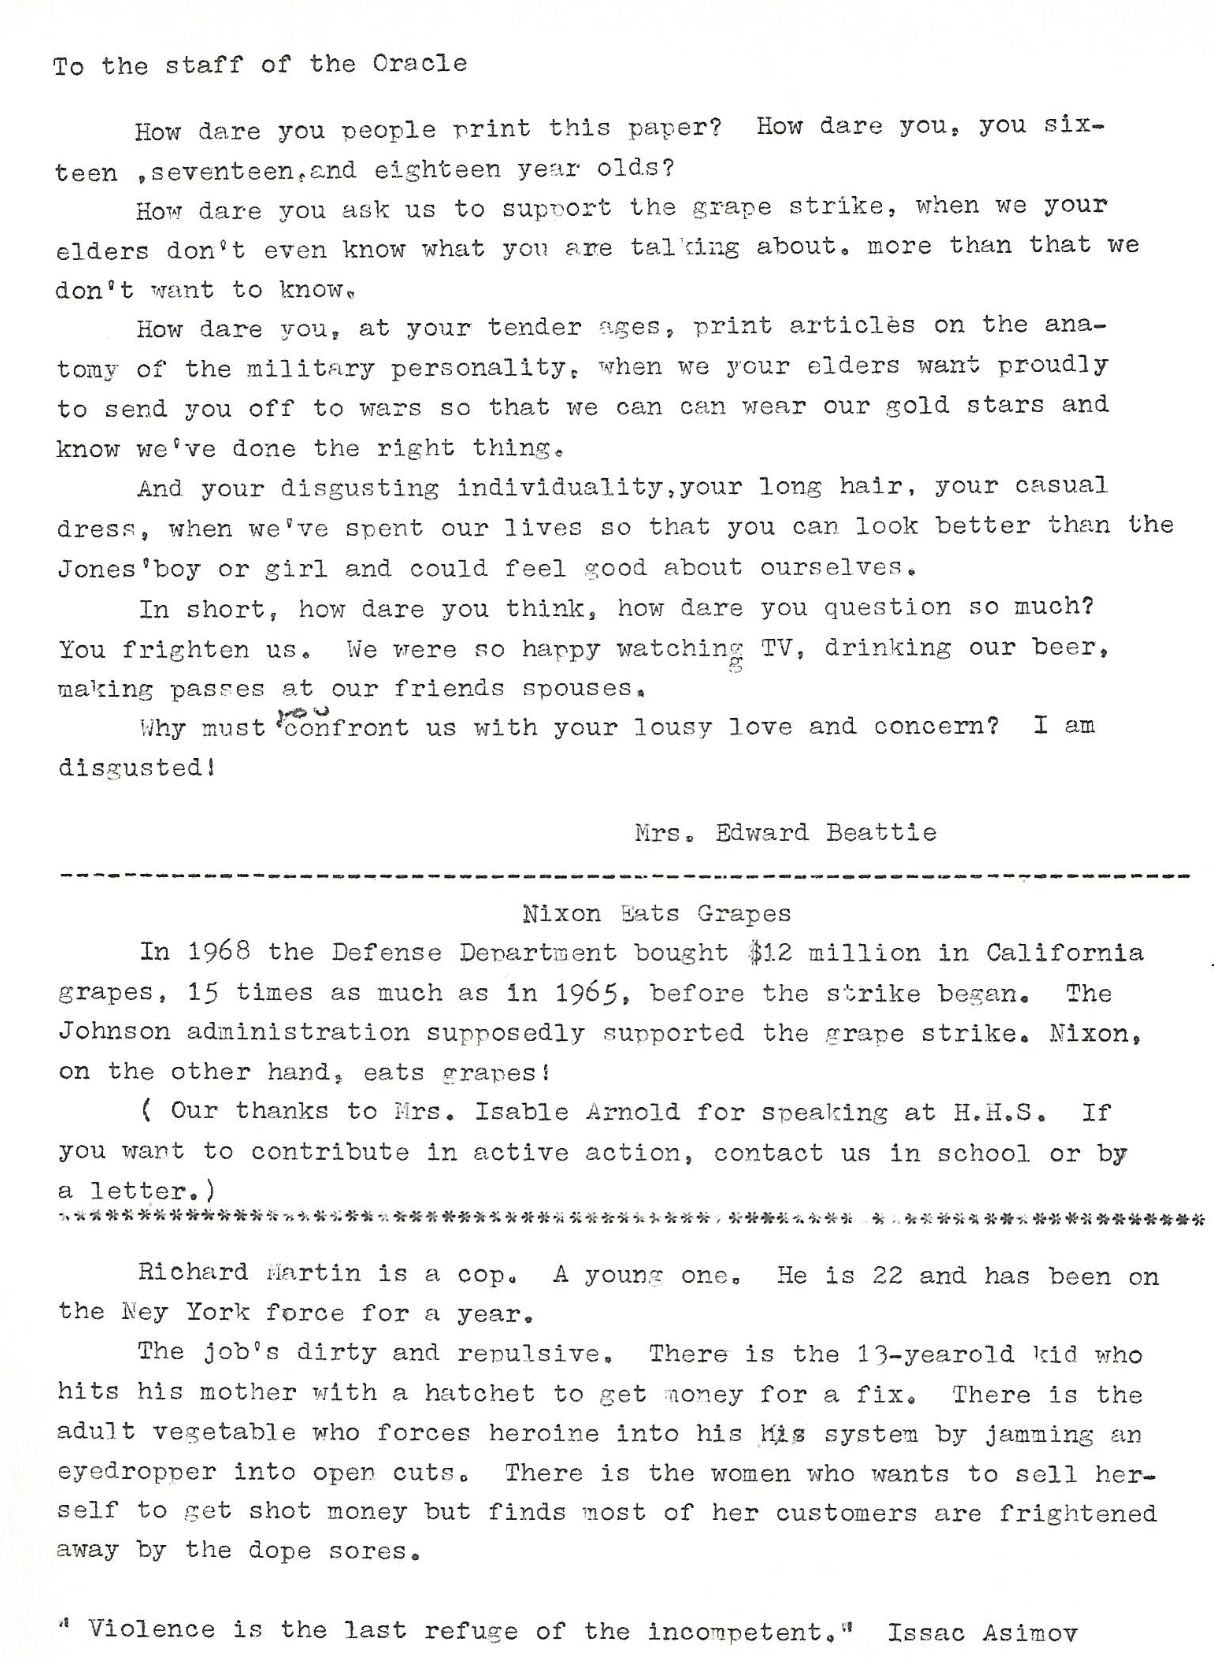 To the staff of the Oracle
How dare you people print this paper? How dare you, you six-
teen ,seventeen,and eighteen year olds?
How dare you ask us to support the grape strike, when we your
elders don't even know what you are talking about. more than that we
don't want to know.
How dare you, at your tender ages, print articles on the ana-
tomy of the military personality, when we your elders want proudly
to send you off to wars so that we can can wear our gold stars and
know we've done the right thing.
And your disgusting individuality,your long hair, your casual
dress, when we've spent our lives so that you can look better than the
Jones'boy or girl and could feel good about ourselves.
In short, how dare you think, how dare you question so much?
You frighten us. We were so happy watching TV, drinking our beer,
making passes at our friends spouses.
Why must you confront us with your lousy love and concern? I am
disgusted!
Mrs. Edward Beattie
------------------------------------------------------------------------
Nixon Eats Grapes
In 1968 the Defense Department bought $12 million in California
grapes, 15 times as much as in 1965, before the strike began. The
Johnson administration supposedly supported the grape strike. Nixon,
on the other hand, eats grapes!
( Our thanks to Mrs. Isable Arnold for speaking at H.H.S. If
you want to contribute in active action, contact us in school or by
a letter.)
************************************************************************
Richard Martin is a cop. A young one. He is 22 and has been on
the Ney York force for a year.
The job's dirty and repulsive. There is the 13-yearold kid who
hits his mother with a hatchet to get money for a fix. There is the
adult vegetable who forces heroine into his his system by jamming an
eyedropper into open cuts. There is the women who wants to sell her-
self to get shot money but finds most of her customers are frightened
away by the dope sores.
" Violence is the last refuge of the incompetent." Issac Asimov